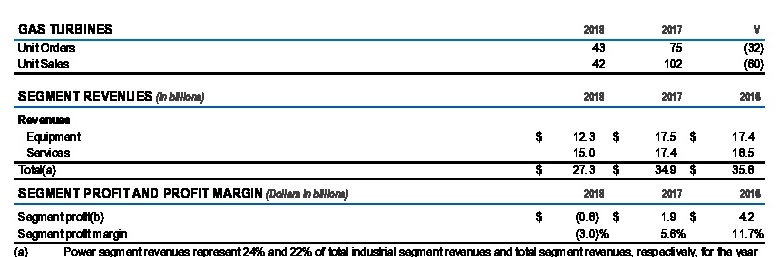 GAS TURBINES 2018 2017 V
Unit Orders 43 75 (32)
Unit Sales 42 102 (60)
SEGMENT REVENUES (In billions) 2018 2017 2016
Revenues
Equipment $ 12.3 $ 17.5 $ 17.4
Services 15.0 17.4 18.5
Total(a) $ 27.3 $ 34.9 $ 35.8
SEGMENT PROFIT AND PROFIT MARGIN (Dollars in billions) 2018 2017 2016
Segment profit(b) $ (0.8) $ 1.9 $ 4.2
Segment profit margin (3.0)% 5.6% 11.7%
(a) Power segment revenues represent 24% and 22% of total industrial segment revenues and total segment revenues, respectively, for the year